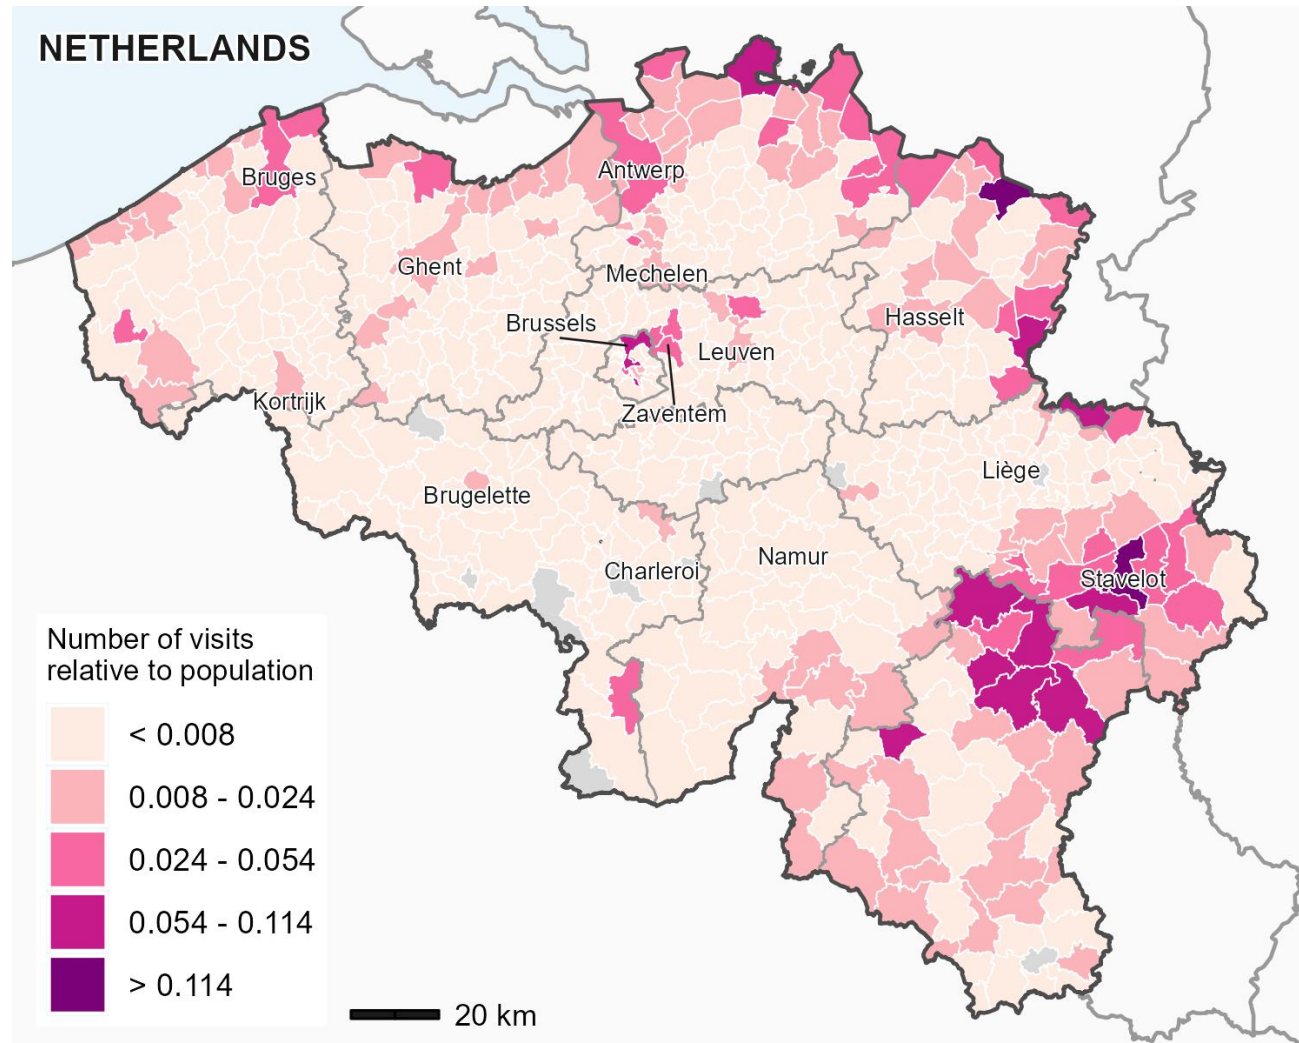 NETHERLANDS
Bruges
Antwerp
Ghent
Mechelen
Brussels
Hasselt
Leuven
Kortrijk
Zaventem
Liège
Brugelette
Namur
Charleroi
Stavelot
Number of visits
relative to population
< 0.008
0.008 - 0.024
0.024 - 0.054
0.054 - 0.114
> 0.114
20 km